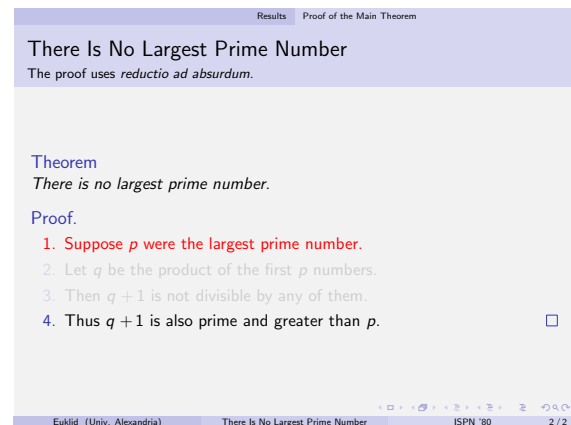 Results Proof of the Main Theorem
There Is No Largest Prime Number
The proof uses reductio ad absurdum.
Theorem
There is no largest prime number.
Proof.
1. Suppose p were the largest prime number.
2. Let q be the product of the first p numbers.
3. Then q + 1 is not divisible by any of them.
4. Thus q + 1 is also prime and greater than p.
Euklid (Univ. Alexandria) There Is No Largest Prime Number ISPN '80 2 / 2